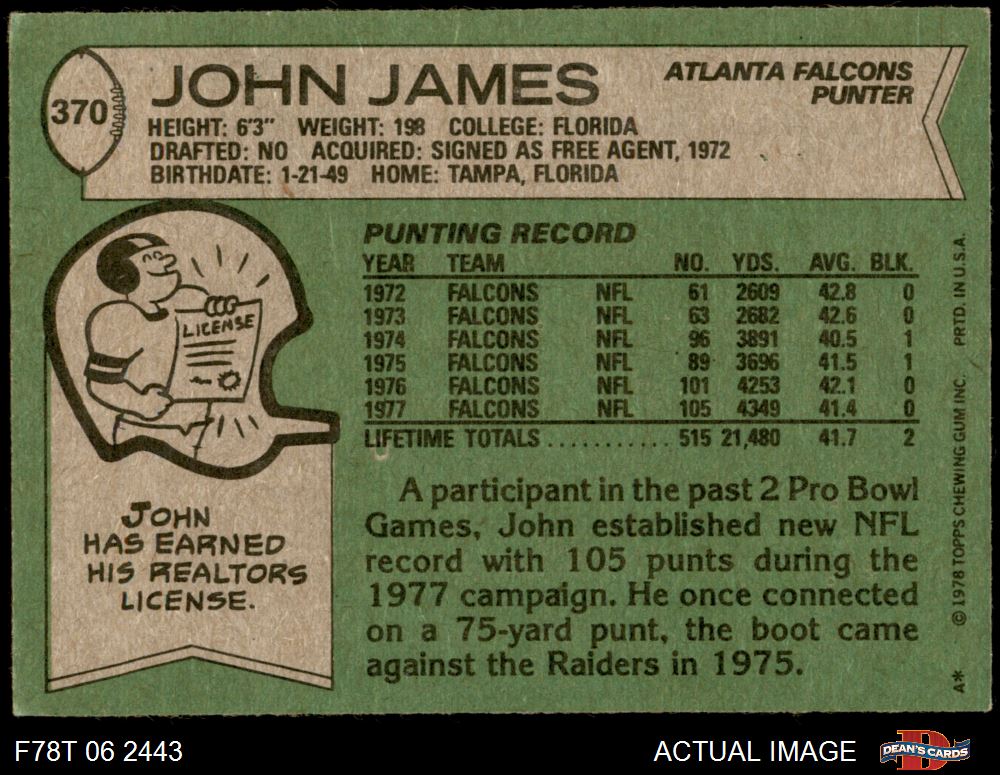 370
JOHN JAMES
ATLANTA FALCONS
PUNTER
HEIGHT: 6'3" WEIGHT: 198 COLLEGE: FLORIDA
DRAFTED: NO ACQUIRED: SIGNED AS FREE AGENT, 1972
BIRTHDATE: 1-21-49 HOME: TAMPA, FLORIDA
LICENSE
JOHN
HAS EARNED
HIS REALTORS
LICENSE.
PUNTING RECORD
YEAR TEAM NO. YDS. AVG. BLK.
1972 FALCONS NFL 61 2609 42.8 0
1973 FALCONS NFL 63 2682 42.6 0
1974 FALCONS NFL 96 3891 40.5 1
1975 FALCONS NFL 89 3696 41.5 1
1976 FALCONS NFL 101 4253 42.1 0
1977 FALCONS NFL 105 4349 41.4 0
LIFETIME TOTALS ........... 515 21,480 41.7 2
A participant in the past 2 Pro Bowl
Games, John established new NFL
record with 105 punts during the
1977 campaign. He once connected
on a 75-yard punt, the boot came
against the Raiders in 1975.
A* © 1978 TOPPS CHEWING GUM INC. PRTD. IN U.S.A.
F78T 06 2443
ACTUAL IMAGE
D
DEAN'S CARDS